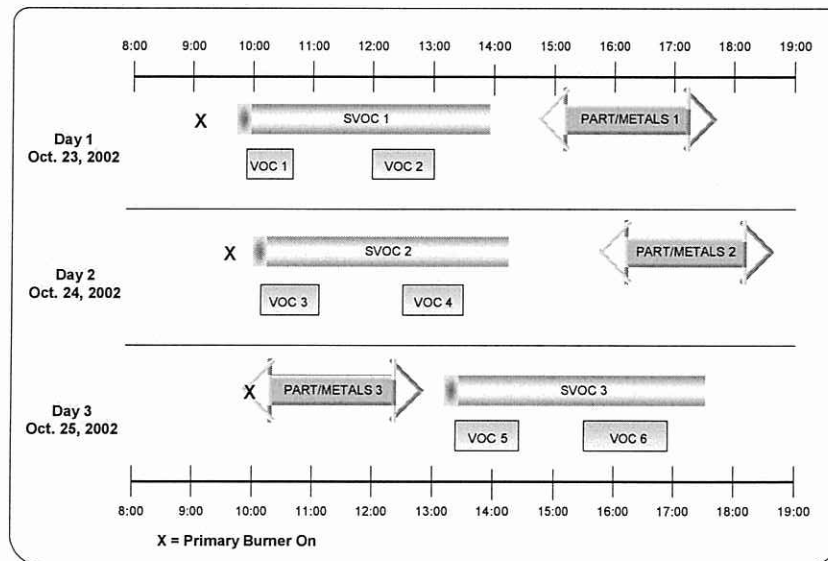 8:00 9:00 10:00 11:00 12:00 13:00 14:00 15:00 16:00 17:00 18:00 19:00
X SVOC 1 PART/METALS 1
Day 1
Oct. 23, 2002
VOC 1 VOC 2
X SVOC 2 PART/METALS 2
Day 2
Oct. 24, 2002
VOC 3 VOC 4
X PART/METALS 3 SVOC 3
Day 3
Oct. 25, 2002
VOC 5 VOC 6
8:00 9:00 10:00 11:00 12:00 13:00 14:00 15:00 16:00 17:00 18:00 19:00
X = Primary Burner On